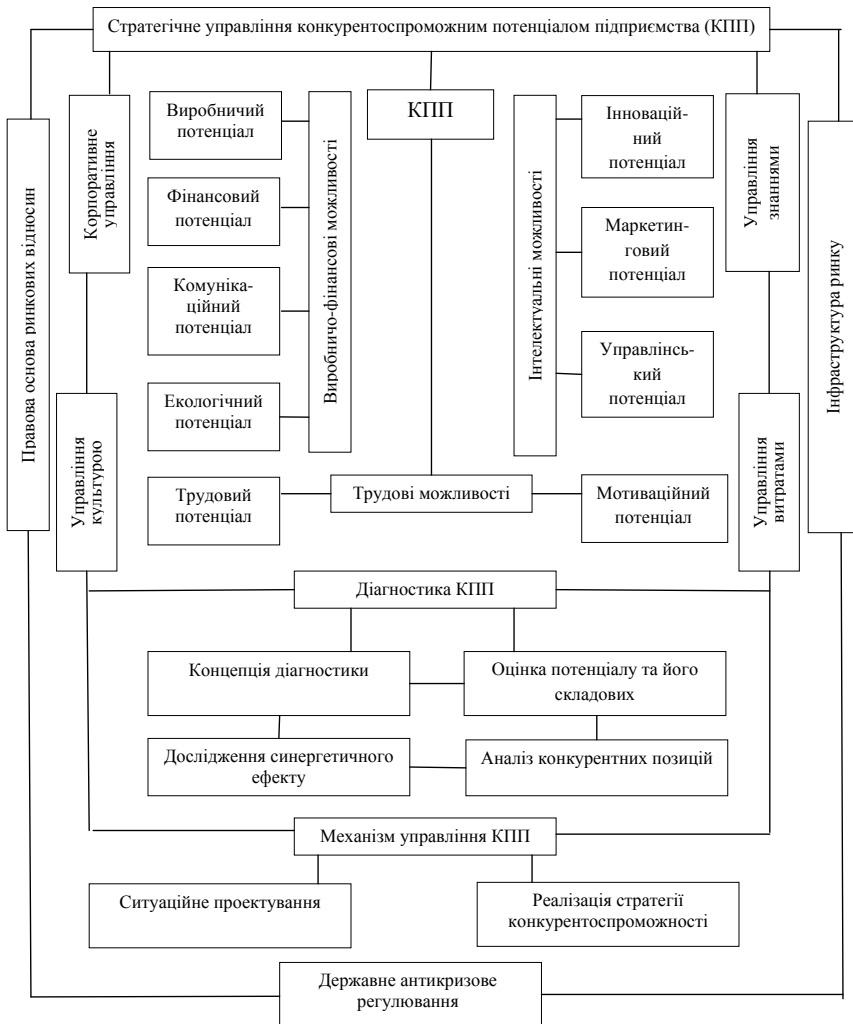 Стратегічне управління конкурентоспроможним потенціалом підприємства (КПП)
Правова основа ринкових відносин
Корпоративне
управління
Управління
культурою
Виробничий
потенціал
Фінансовий
потенціал
Комуніка-
ційний
потенціал
Екологічний
потенціал
Трудовий
потенціал
Виробничо-фінансові можливості
КПП
Трудові можливості
Інтелектуальні можливості
Інновацій-
ний
потенціал
Маркетин-
говий
потенціал
Управлінсь-
кий
потенціал
Мотиваційний
потенціал
Управління
знаннями
Управління
витратами
Інфраструктура ринку
Діагностика КПП
Концепція діагностики
Оцінка потенціалу та його
складових
Дослідження синергетичного
ефекту
Аналіз конкурентних позицій
Механізм управління КПП
Ситуаційне проектування
Реалізація стратегії
конкурентоспроможності
Державне антикризове
регулювання